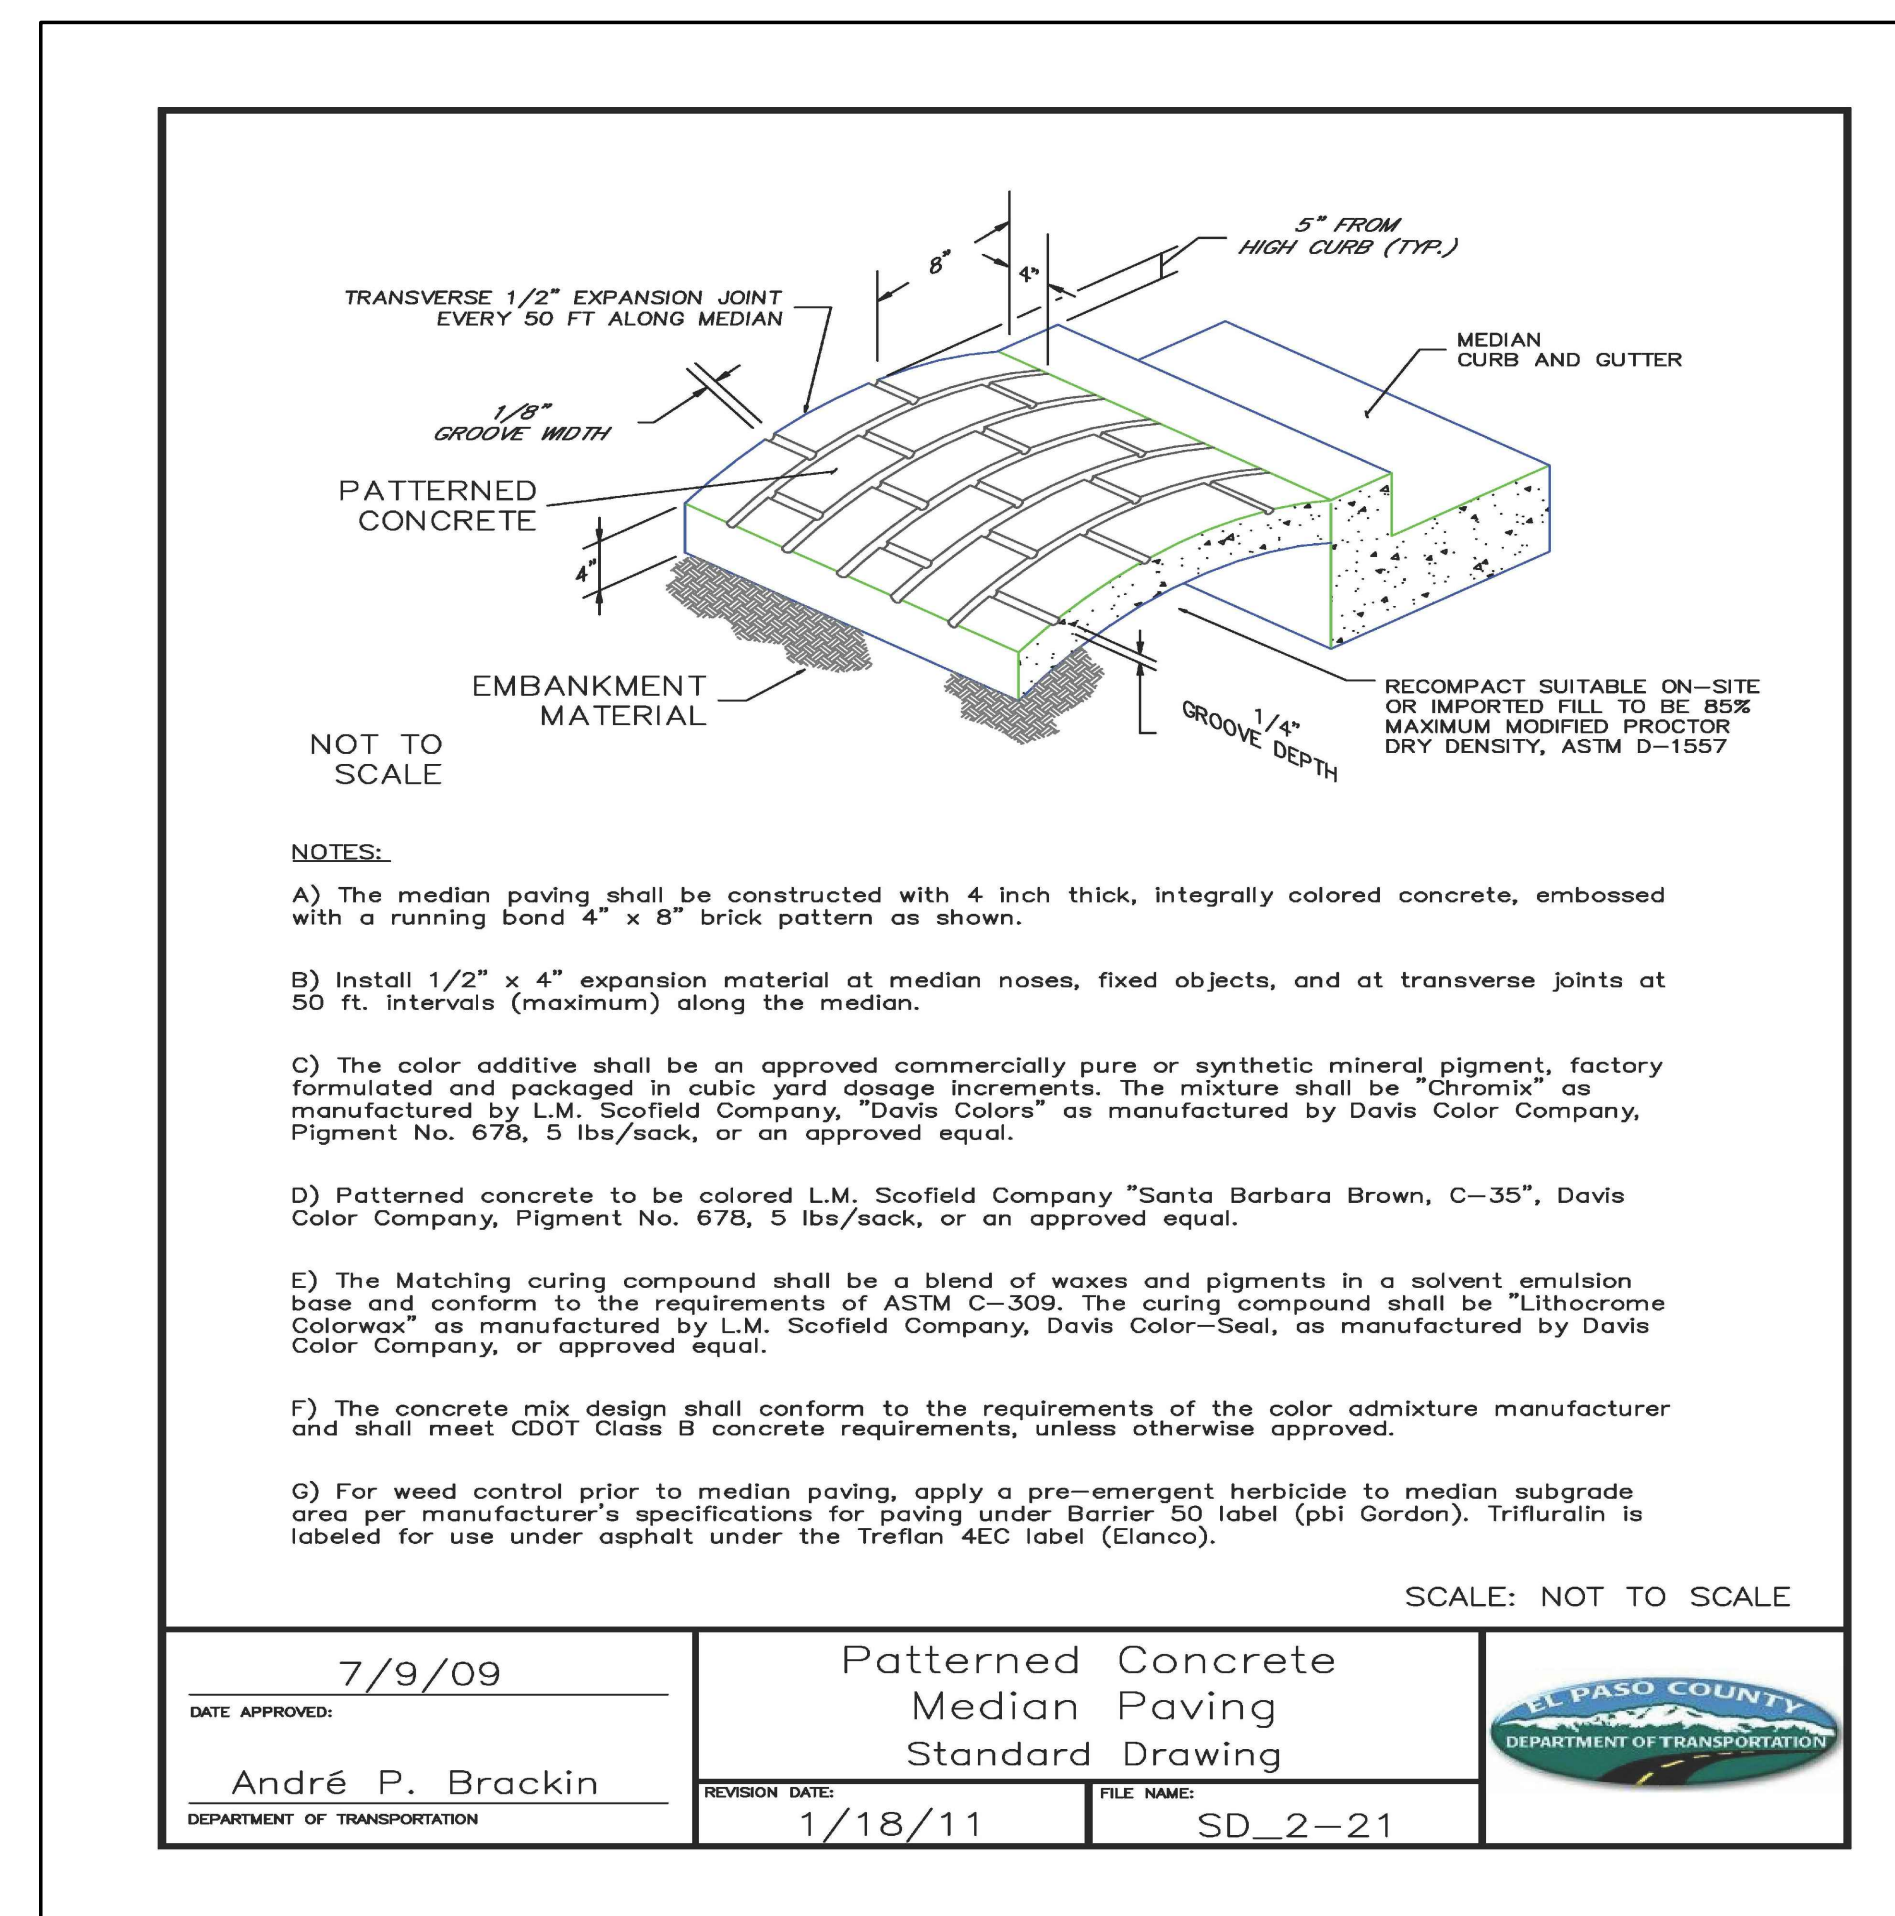 5" FROM
HIGH CURB (TYP.)
8"
4"
TRANSVERSE 1/2" EXPANSION JOINT
EVERY 50 FT ALONG MEDIAN
MEDIAN
CURB AND GUTTER
1/8"
GROOVE WIDTH
PATTERNED
CONCRETE
4"
EMBANKMENT
MATERIAL
RECOMPACT SUITABLE ON-SITE
OR IMPORTED FILL TO BE 85%
MAXIMUM MODIFIED PROCTOR
DRY DENSITY, ASTM D-1557
1/4"
GROOVE DEPTH
NOT TO
SCALE
NOTES:
A) The median paving shall be constructed with 4 inch thick, integrally colored concrete, embossed
with a running bond 4" x 8" brick pattern as shown.
B) Install 1/2" x 4" expansion material at median noses, fixed objects, and at transverse joints at
50 ft. intervals (maximum) along the median.
C) The color additive shall be an approved commercially pure or synthetic mineral pigment, factory
formulated and packaged in cubic yard dosage increments. The mixture shall be "Chromix" as
manufactured by L.M. Scofield Company, "Davis Colors" as manufactured by Davis Color Company,
Pigment No. 678, 5 lbs/sack, or an approved equal.
D) Patterned concrete to be colored L.M. Scofield Company "Santa Barbara Brown, C-35", Davis
Color Company, Pigment No. 678, 5 lbs/sack, or an approved equal.
E) The Matching curing compound shall be a blend of waxes and pigments in a solvent emulsion
base and conform to the requirements of ASTM C-309. The curing compound shall be "Lithocrome
Colorwax" as manufactured by L.M. Scofield Company, Davis Color-Seal, as manufactured by Davis
Color Company, or approved equal.
F) The concrete mix design shall conform to the requirements of the color admixture manufacturer
and shall meet CDOT Class B concrete requirements, unless otherwise approved.
G) For weed control prior to median paving, apply a pre-emergent herbicide to median subgrade
area per manufacturer's specifications for paving under Barrier 50 label (pbi Gordon). Trifluralin is
labeled for use under asphalt under the Treflan 4EC label (Elanco).
SCALE: NOT TO SCALE
7/9/09
DATE APPROVED:
André P. Brackin
DEPARTMENT OF TRANSPORTATION
Patterned Concrete
Median Paving
Standard Drawing
REVISION DATE:
1/18/11
FILE NAME:
SD_2-21
EL PASO COUNTY
DEPARTMENT OF TRANSPORTATION